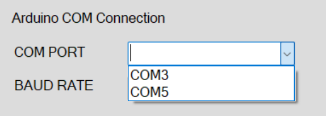 Arduino COM Connection
COM PORT
COM3
COM5
BAUD RATE